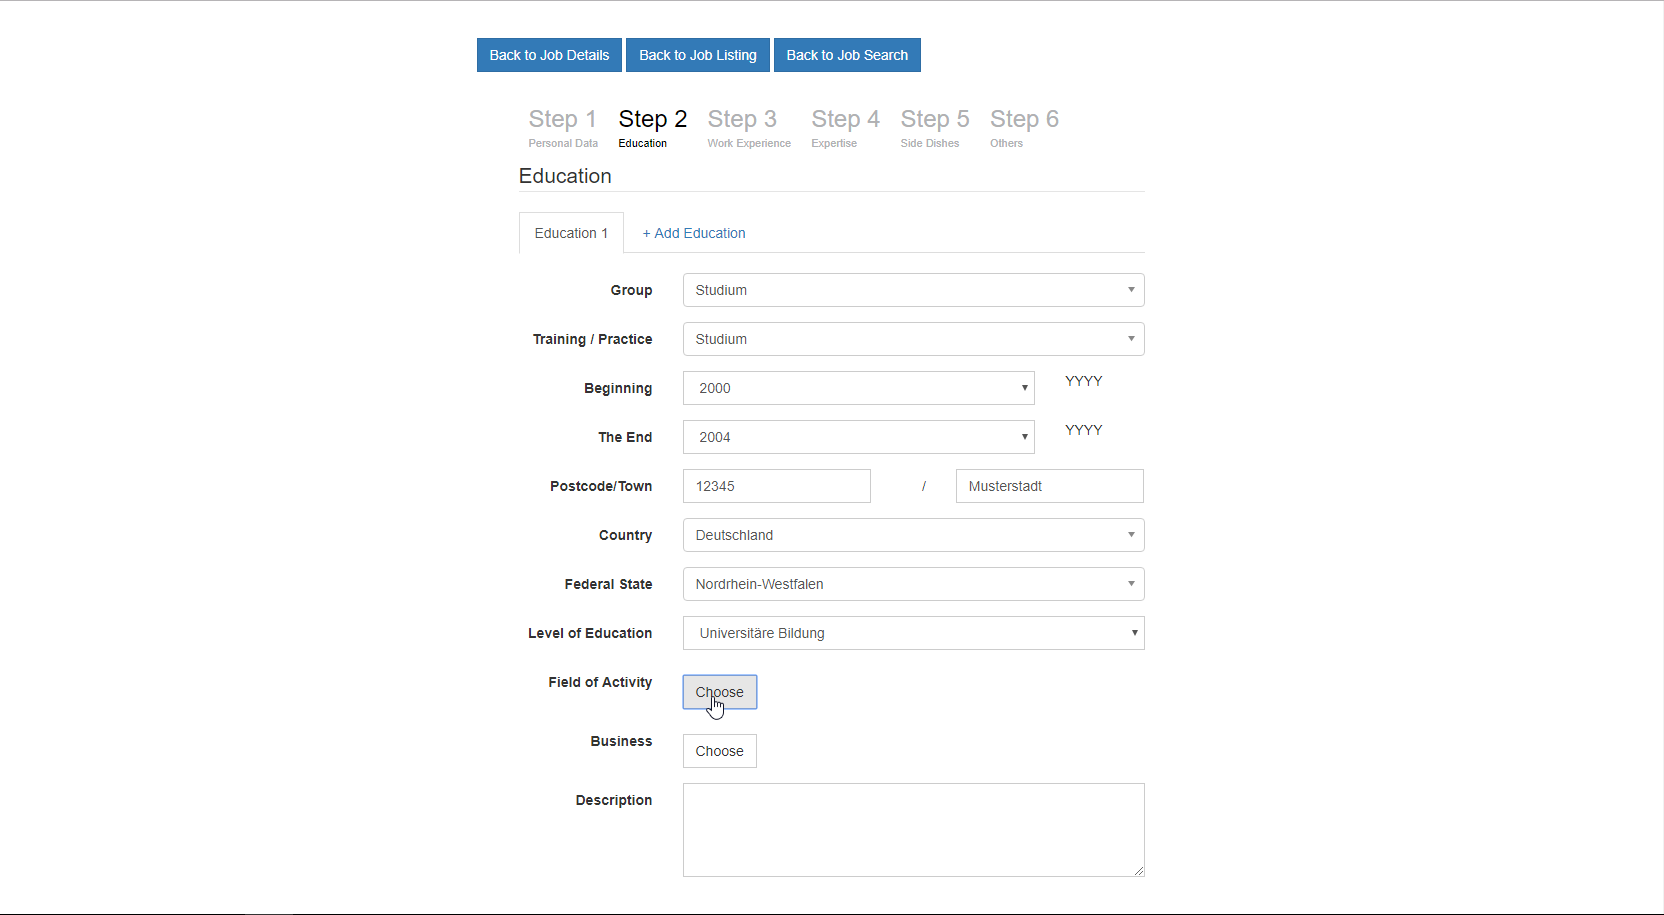 Back to Job Details Back to Job Listing Back to Job Search
Step 1 Step 2 Step 3 Step 4 Step 5 Step 6
Personal Data Education Work Experience Expertise Side Dishes Others
Education
Education 1 + Add Education
Group Studium
Training / Practice Studium
Beginning 2000 YYYY
The End 2004 YYYY
Postcode/Town 12345 / Musterstadt
Country Deutschland
Federal State Nordrhein-Westfalen
Level of Education Universitäre Bildung
Field of Activity Choose
Business Choose
Description